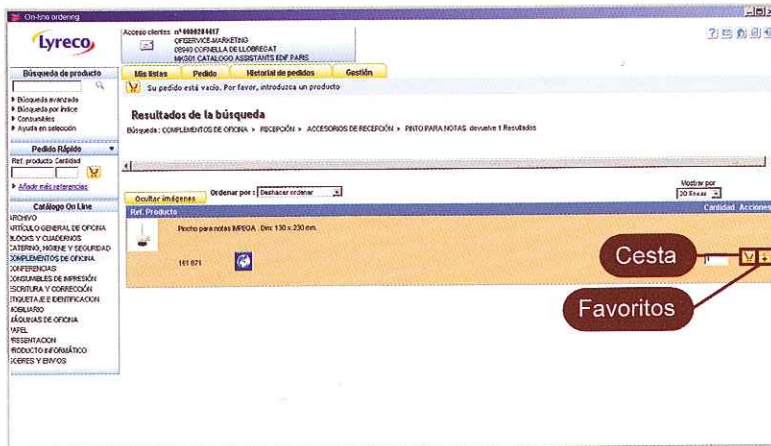 On-line ordering
Lyreco
Acceso clientes nº
OFISERVICE-MARKETING
08940 CORNELLA DE LLOBREGAT
MKG01 CATALOGO ASSISTANTS EDF PARIS
Búsqueda de producto
Búsqueda avanzada
Búsqueda por índice
Consumibles
Ayuda en selección
Pedido Rápido
Ref. producto Cantidad
Añadir más referencias
Catálogo On Line
ARTÍCULO GENERAL DE OFICINA
BLOCKS Y CUADERNOS
CATERING, HIGIENE Y SEGURIDAD
COMPLEMENTOS DE OFICINA
CONFERENCIAS
CONSUMIBLES DE IMPRESIÓN
ESCRITURA Y CORRECCIÓN
ETIQUETAJE E IDENTIFICACION
MOBILIARIO
MÁQUINAS DE OFICINA
PAPEL
PRESENTACION
PRODUCTO INFORMÁTICO
SOBRES Y ENVIOS
Mis listas Pedido Historial de pedidos Gestión
Su pedido está vacío. Por favor, introduzca un producto
Resultados de la búsqueda
Búsqueda : COMPLEMENTOS DE OFICINA > RECEPCIÓN > ACCESORIOS DE RECEPCIÓN > PINTO PARA NOTAS devuelve 1 Resultados
Ocultar imágenes Ordenar por : Deshacer ordenar
Mostrar por
20 líneas
Ref. Producto Cantidad Acciones
Pincho para notas IMPEGA . Dim: 130 x 230 mm.
161 871
Cesta
Favoritos